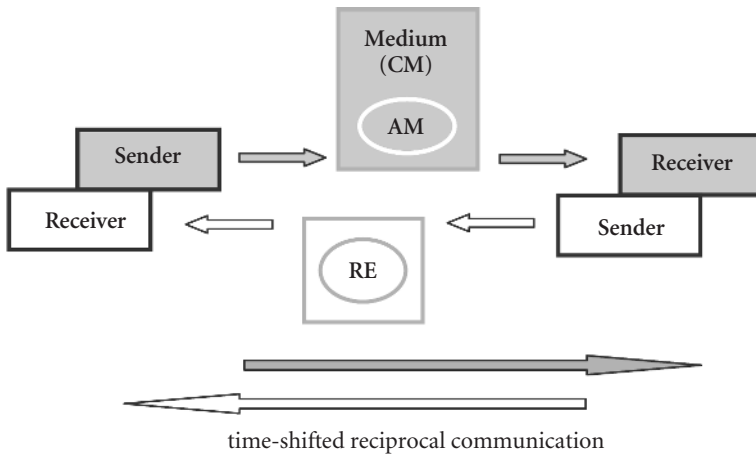 Medium
(CM)
AM
Sender
Receiver
Receiver
Sender
RE
time-shifted reciprocal communication